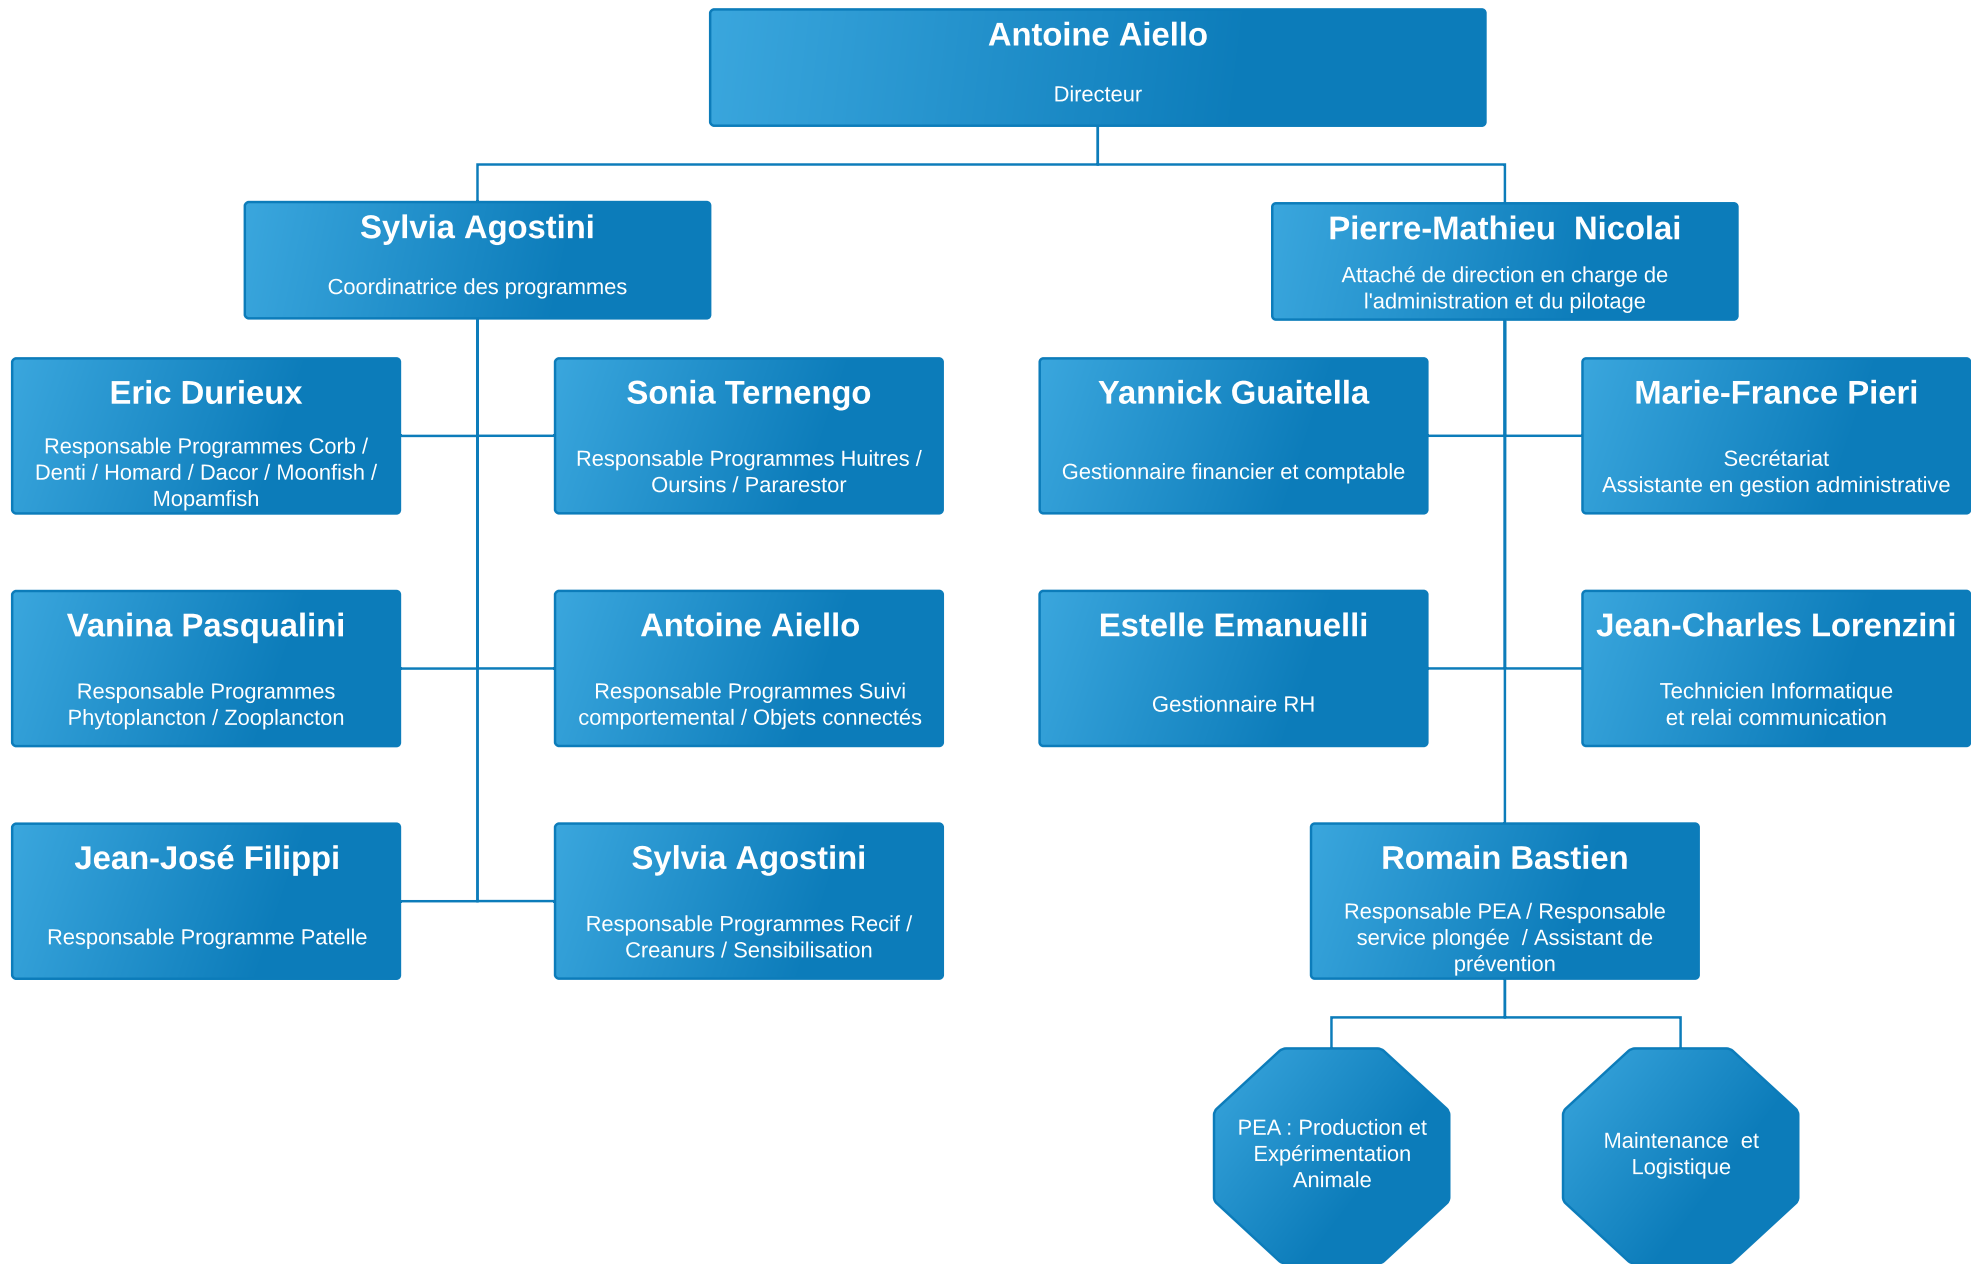 Antoine Aiello
Directeur
Sylvia Agostini
Coordinatrice des programmes
Pierre-Mathieu  Nicolai
Attaché de direction en charge de
l'administration et du pilotage
Eric Durieux
Responsable Programmes Corb /
Denti / Homard / Dacor / Moonfish /
Mopamfish
Sonia Ternengo
Responsable Programmes Huitres /
Oursins / Pararestor
Yannick Guaitella
Gestionnaire financier et comptable
Marie-France Pieri
Secrétariat
Assistante en gestion administrative
Vanina Pasqualini
Responsable Programmes
Phytoplancton / Zooplancton
Antoine Aiello
Responsable Programmes Suivi
comportemental / Objets connectés
Estelle Emanuelli
Gestionnaire RH
Jean-Charles Lorenzini
Technicien Informatique
et relai communication
Jean-José Filippi
Responsable Programme Patelle
Sylvia Agostini
Responsable Programmes Recif /
Creanurs / Sensibilisation
Romain Bastien
Responsable PEA / Responsable
service plongée  / Assistant de
prévention
PEA : Production et
Expérimentation
Animale
Maintenance  et
Logistique